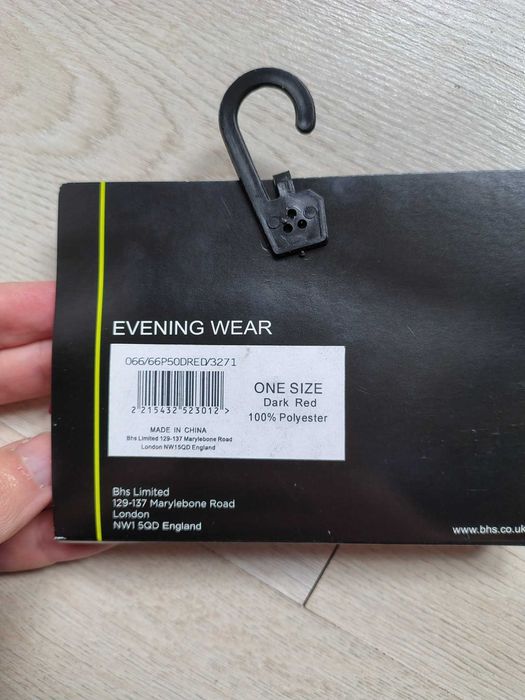 EVENING WEAR
066/66P50DRED/3271
2 215432 523012 >
ONE SIZE
Dark Red
100% Polyester
MADE IN CHINA
Bhs Limited 129-137 Marylebone Road
London NW15QD England
Bhs Limited
129-137 Marylebone Road
London
NW1 5QD England
www.bhs.co.uk